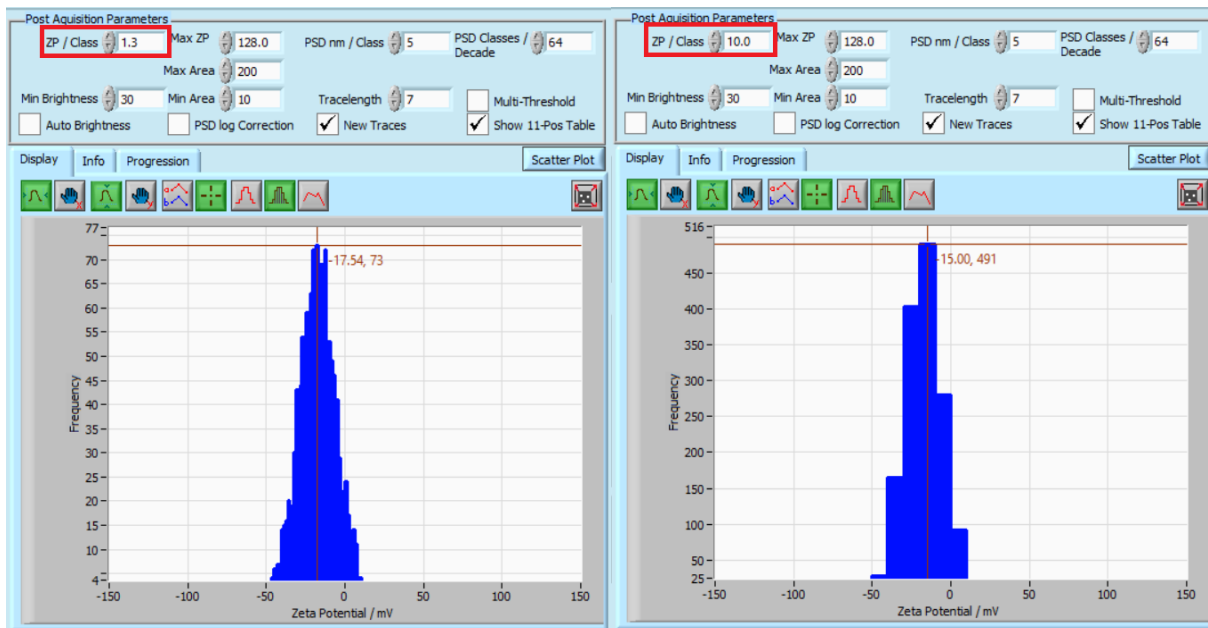 Post Aquisition Parameters
ZP / Class 1.3 Max ZP 128.0 PSD nm / Class 5 PSD Classes / Decade 64
Max Area 200
Min Brightness 30 Min Area 10 Tracelength 7 Multi-Threshold
Auto Brightness PSD log Correction New Traces Show 11-Pos Table
Display Info Progression Scatter Plot
77
70
65
60
55
50
45
40
35
30
25
20
15
10
4
Frequency
-17.54, 73
-150 -100 -50 0 50 100 150
Zeta Potential / mV
Post Aquisition Parameters
ZP / Class 10.0 Max ZP 128.0 PSD nm / Class 5 PSD Classes / Decade 64
Max Area 200
Min Brightness 30 Min Area 10 Tracelength 7 Multi-Threshold
Auto Brightness PSD log Correction New Traces Show 11-Pos Table
Display Info Progression Scatter Plot
516
450
400
350
300
250
200
150
100
50
25
Frequency
-15.00, 491
-150 -100 -50 0 50 100 150
Zeta Potential / mV